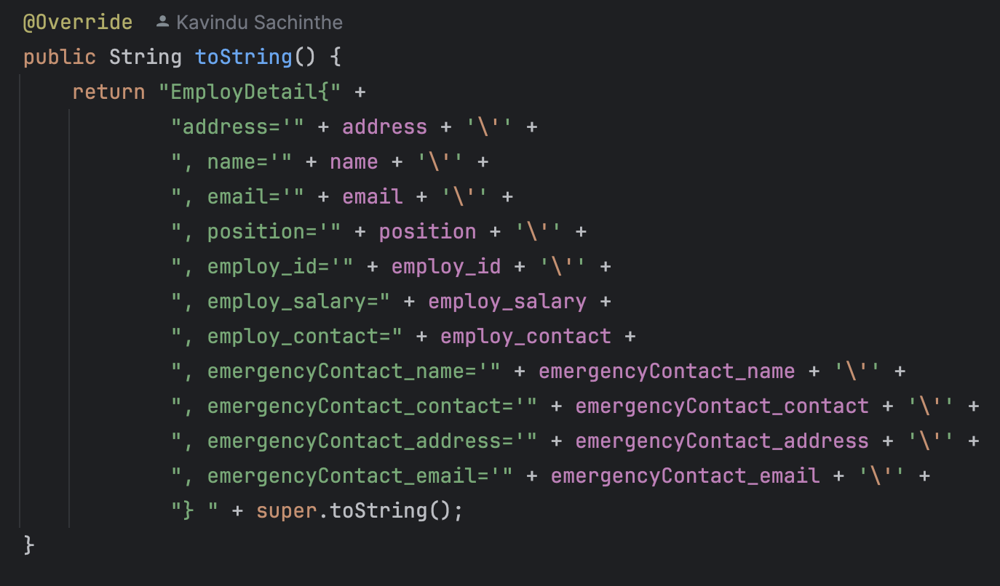 @Override Kavindu Sachinthe
public String toString() {
return "EmployDetail{" +
"address='" + address + '\'' +
", name='" + name + '\'' +
", email='" + email + '\'' +
", position='" + position + '\'' +
", employ_id='" + employ_id + '\'' +
", employ_salary=" + employ_salary +
", employ_contact=" + employ_contact +
", emergencyContact_name='" + emergencyContact_name + '\'' +
", emergencyContact_contact='" + emergencyContact_contact + '\'' +
", emergencyContact_address='" + emergencyContact_address + '\'' +
", emergencyContact_email='" + emergencyContact_email + '\'' +
"} " + super.toString();
}